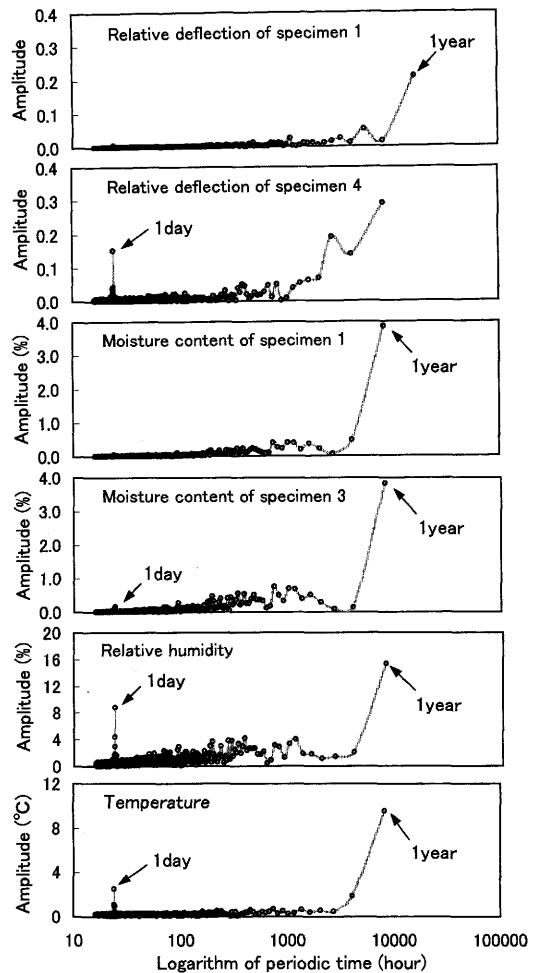 0.4
Relative deflection of specimen 1
1year
0.3
0.2
0.1
0.0
Amplitude
0.4
Relative deflection of specimen 4
0.3
1day
0.2
0.1
0.0
Amplitude
4.0
Moisture content of specimen 1
3.0
1year
2.0
1.0
0.0
Amplitude (%)
4.0
Moisture content of specimen 3
3.0
1year
2.0
1day
1.0
0.0
Amplitude (%)
20
Relative humidity
16
1day
12
1year
8
4
0
Amplitude (%)
12
Temperature
8
1day
1year
4
0
Amplitude (°C)
10 100 1000 10000 100000
Logarithm of periodic time (hour)